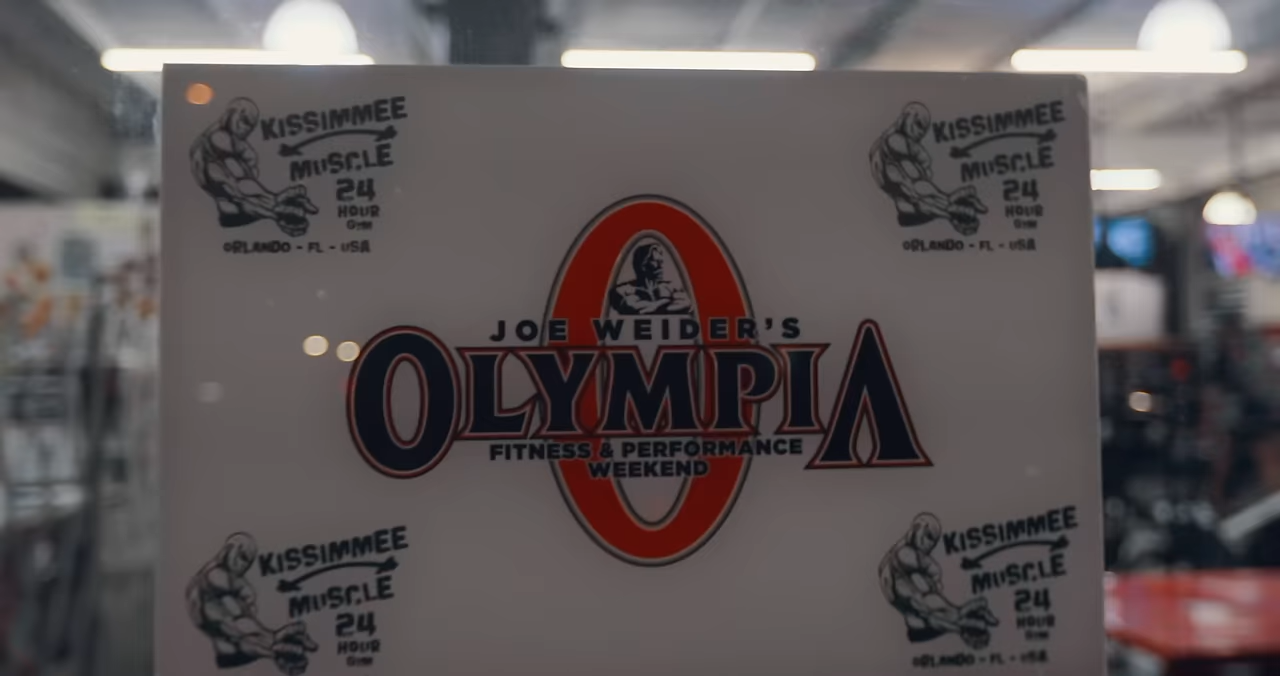 KISSIMMEE
MUSCLE
24
HOUR
GYM
ORLANDO - FL - USA
KISSIMMEE
MUSCLE
24
HOUR
GYM
ORLANDO - FL - USA
JOE WEIDER'S
OLYMPIA
FITNESS & PERFORMANCE
WEEKEND
KISSIMMEE
MUSCLE
24
HOUR
GYM
KISSIMMEE
MUSCLE
24
HOUR
GYM
ORLANDO - FL - USA